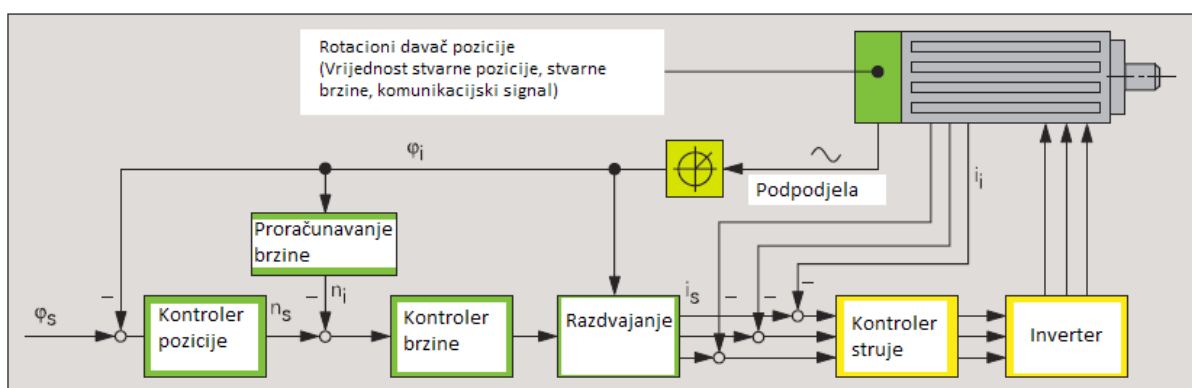 Rotacioni davač pozicije
(Vrijednost stvarne pozicije, stvarne
brzine, komunikacijski signal)
φi
Podpodjela
ii
Proračunavanje
brzine
φs
Kontroler
pozicije
ns
ni
Kontroler
brzine
Razdvajanje
is
Kontroler
struje
Inverter